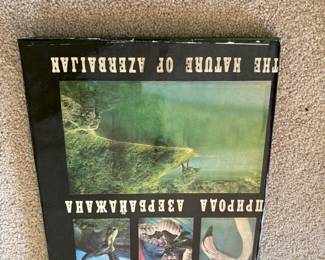 ПРИРОДА АЗЕРБАЙДЖАНА
THE NATURE OF AZERBAIJAN